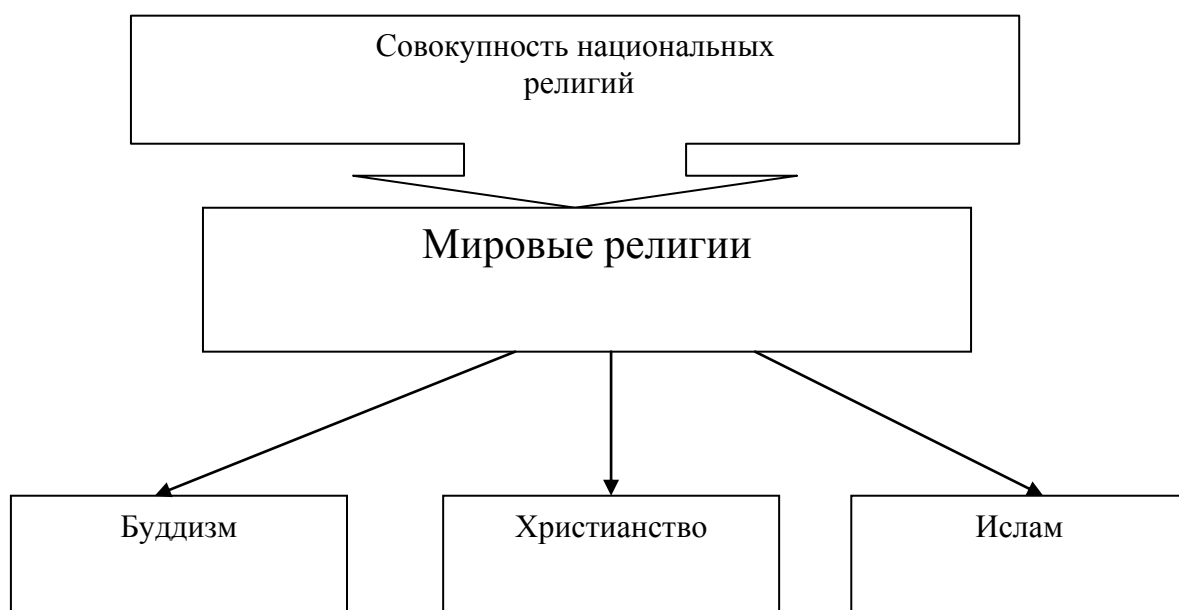 Совокупность национальных
религий
Мировые религии
Буддизм
Христианство
Ислам